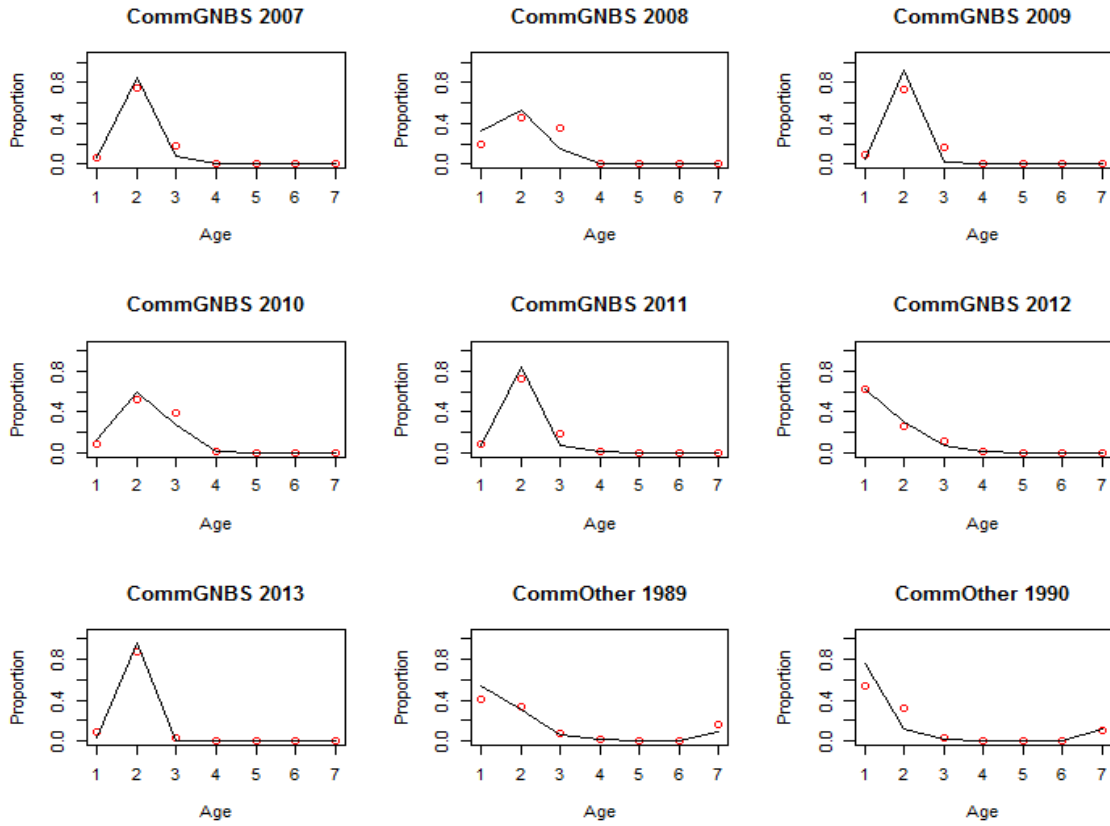 CommGNBS 2007
Proportion
0.0 0.4 0.8
1 2 3 4 5 6 7
Age
CommGNBS 2008
Proportion
0.0 0.4 0.8
1 2 3 4 5 6 7
Age
CommGNBS 2009
Proportion
0.0 0.4 0.8
1 2 3 4 5 6 7
Age
CommGNBS 2010
Proportion
0.0 0.4 0.8
1 2 3 4 5 6 7
Age
CommGNBS 2011
Proportion
0.0 0.4 0.8
1 2 3 4 5 6 7
Age
CommGNBS 2012
Proportion
0.0 0.4 0.8
1 2 3 4 5 6 7
Age
CommGNBS 2013
Proportion
0.0 0.4 0.8
1 2 3 4 5 6 7
Age
CommOther 1989
Proportion
0.0 0.4 0.8
1 2 3 4 5 6 7
Age
CommOther 1990
Proportion
0.0 0.4 0.8
1 2 3 4 5 6 7
Age